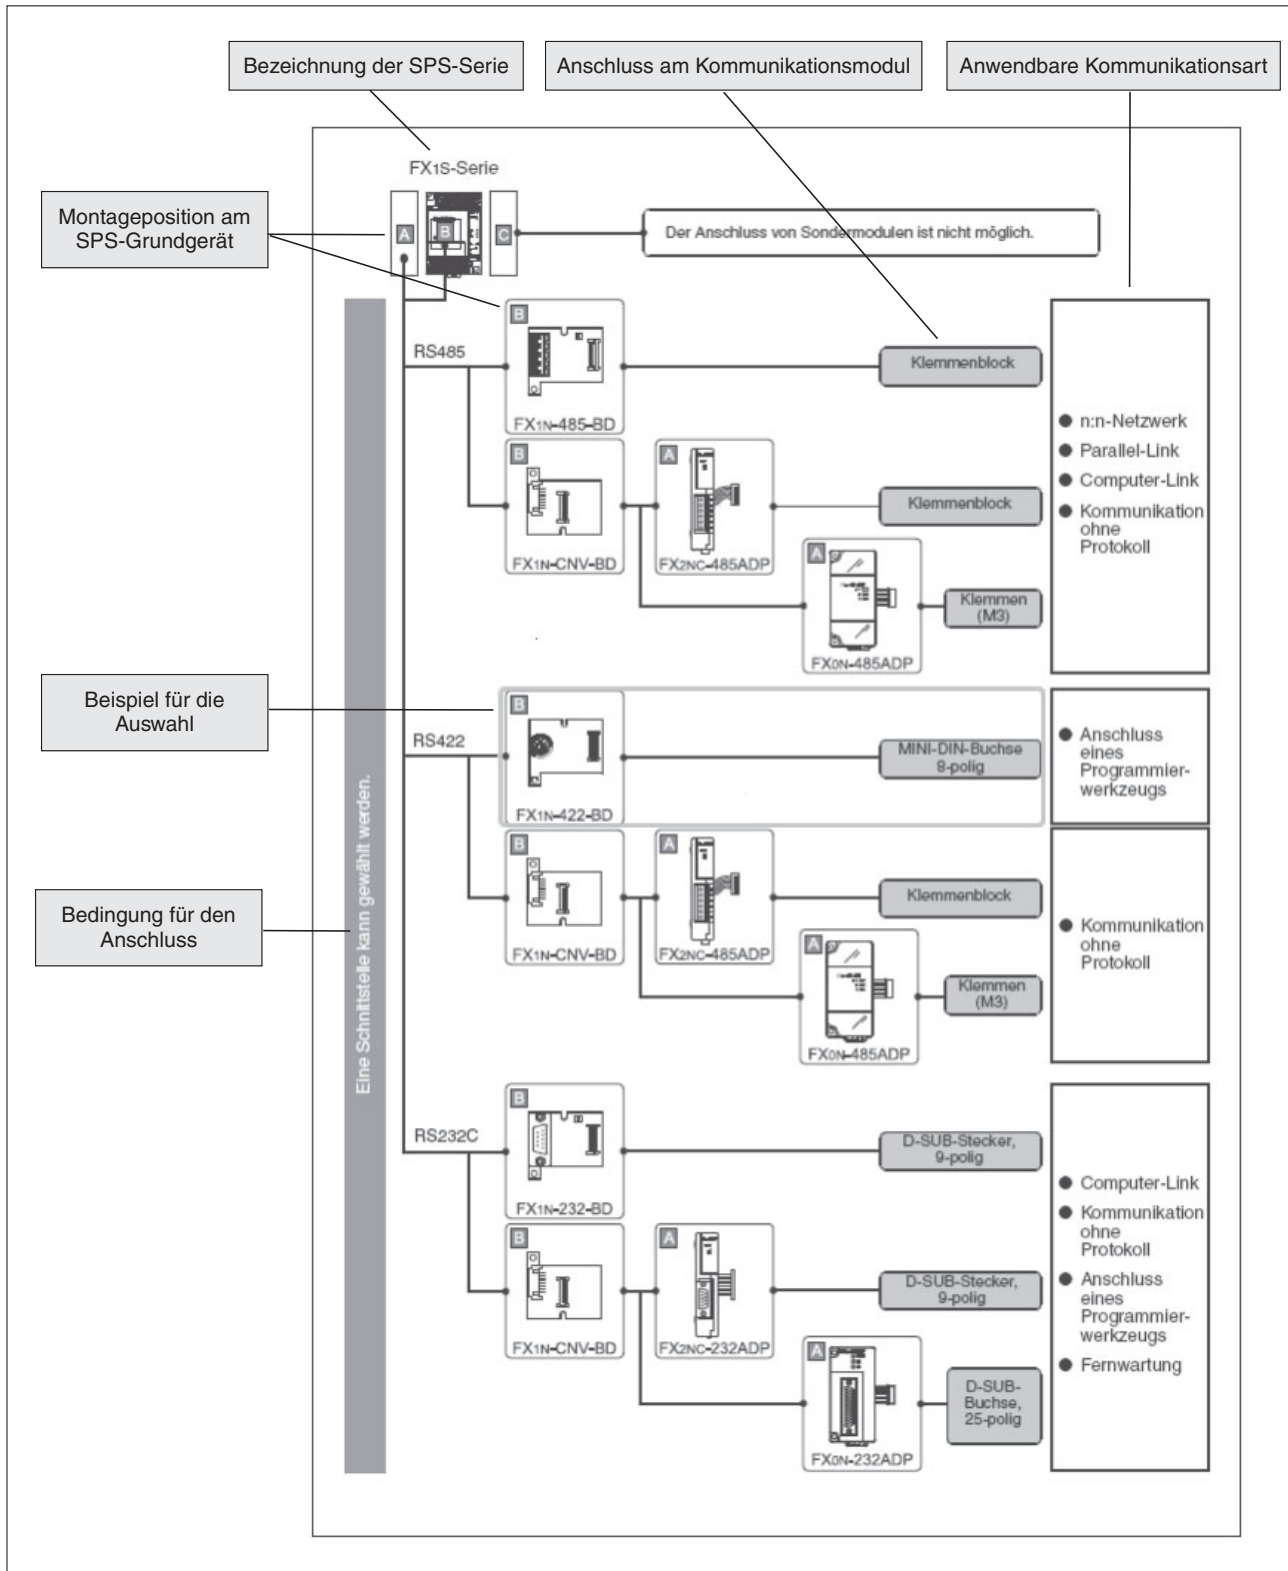 Bezeichnung der SPS-Serie
Anschluss am Kommunikationsmodul
Anwendbare Kommunikationsart
FX1S-Serie
Montageposition am
SPS-Grundgerät
A
B
C
Der Anschluss von Sondermodulen ist nicht möglich.
Eine Schnittstelle kann gewählt werden.
RS485
B
FX1N-485-BD
Klemmenblock
B
FX1N-CNV-BD
A
FX2NC-485ADP
Klemmenblock
A
FX0N-485ADP
Klemmen
(M3)
● n:n-Netzwerk
● Parallel-Link
● Computer-Link
● Kommunikation
ohne
Protokoll
Beispiel für die
Auswahl
RS422
B
FX1N-422-BD
MINI-DIN-Buchse
8-polig
● Anschluss
eines
Programmier-
werkzeugs
Bedingung für den
Anschluss
B
FX1N-CNV-BD
A
FX2NC-485ADP
Klemmenblock
A
FX0N-485ADP
Klemmen
(M3)
● Kommunikation
ohne
Protokoll
RS232C
B
FX1N-232-BD
D-SUB-Stecker,
9-polig
B
FX1N-CNV-BD
A
FX2NC-232ADP
D-SUB-Stecker,
9-polig
A
FX0N-232ADP
D-SUB-
Buchse,
25-polig
● Computer-Link
● Kommunikation
ohne
Protokoll
● Anschluss
eines
Programmier-
werkzeugs
● Fernwartung